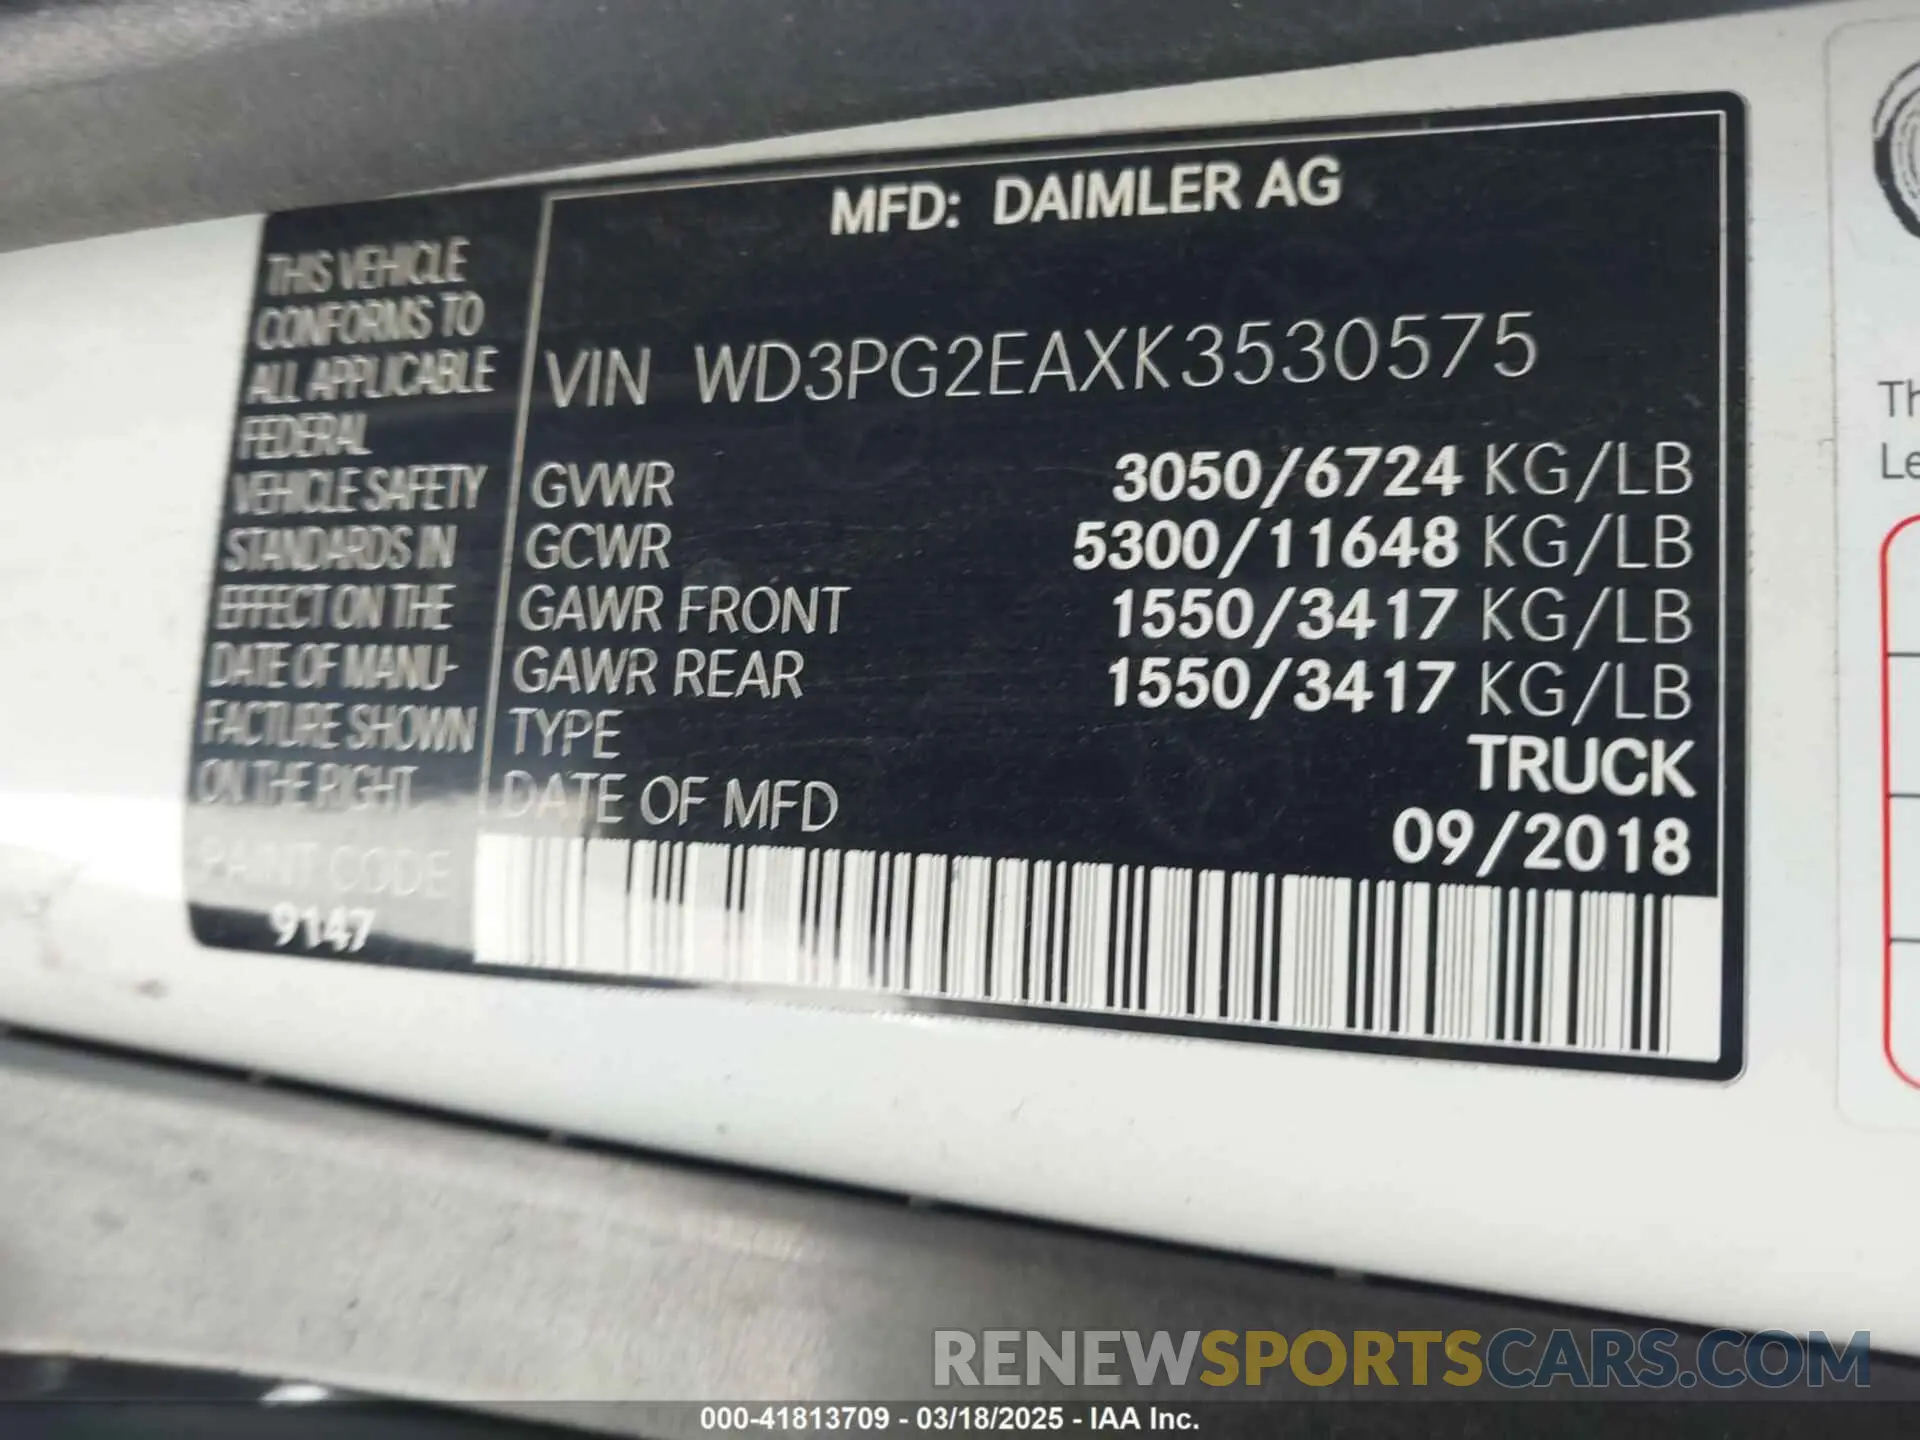 MFD: DAIMLER AG
THIS VEHICLE
CONFORMS TO
ALL APPLICABLE
FEDERAL
VEHICLE SAFETY
STANDARDS IN
EFFECT ON THE
DATE OF MANU-
FACTURE SHOWN
ON THE RIGHT
PAINT CODE
9147
VIN WD3PG2EAXK3530575
GVWR 3050/6724 KG/LB
GCWR 5300/11648 KG/LB
GAWR FRONT 1550/3417 KG/LB
GAWR REAR 1550/3417 KG/LB
TYPE TRUCK
DATE OF MFD 09/2018
RENEWSPORTSCARS.COM
000-41813709 - 03/18/2025 - IAA Inc.